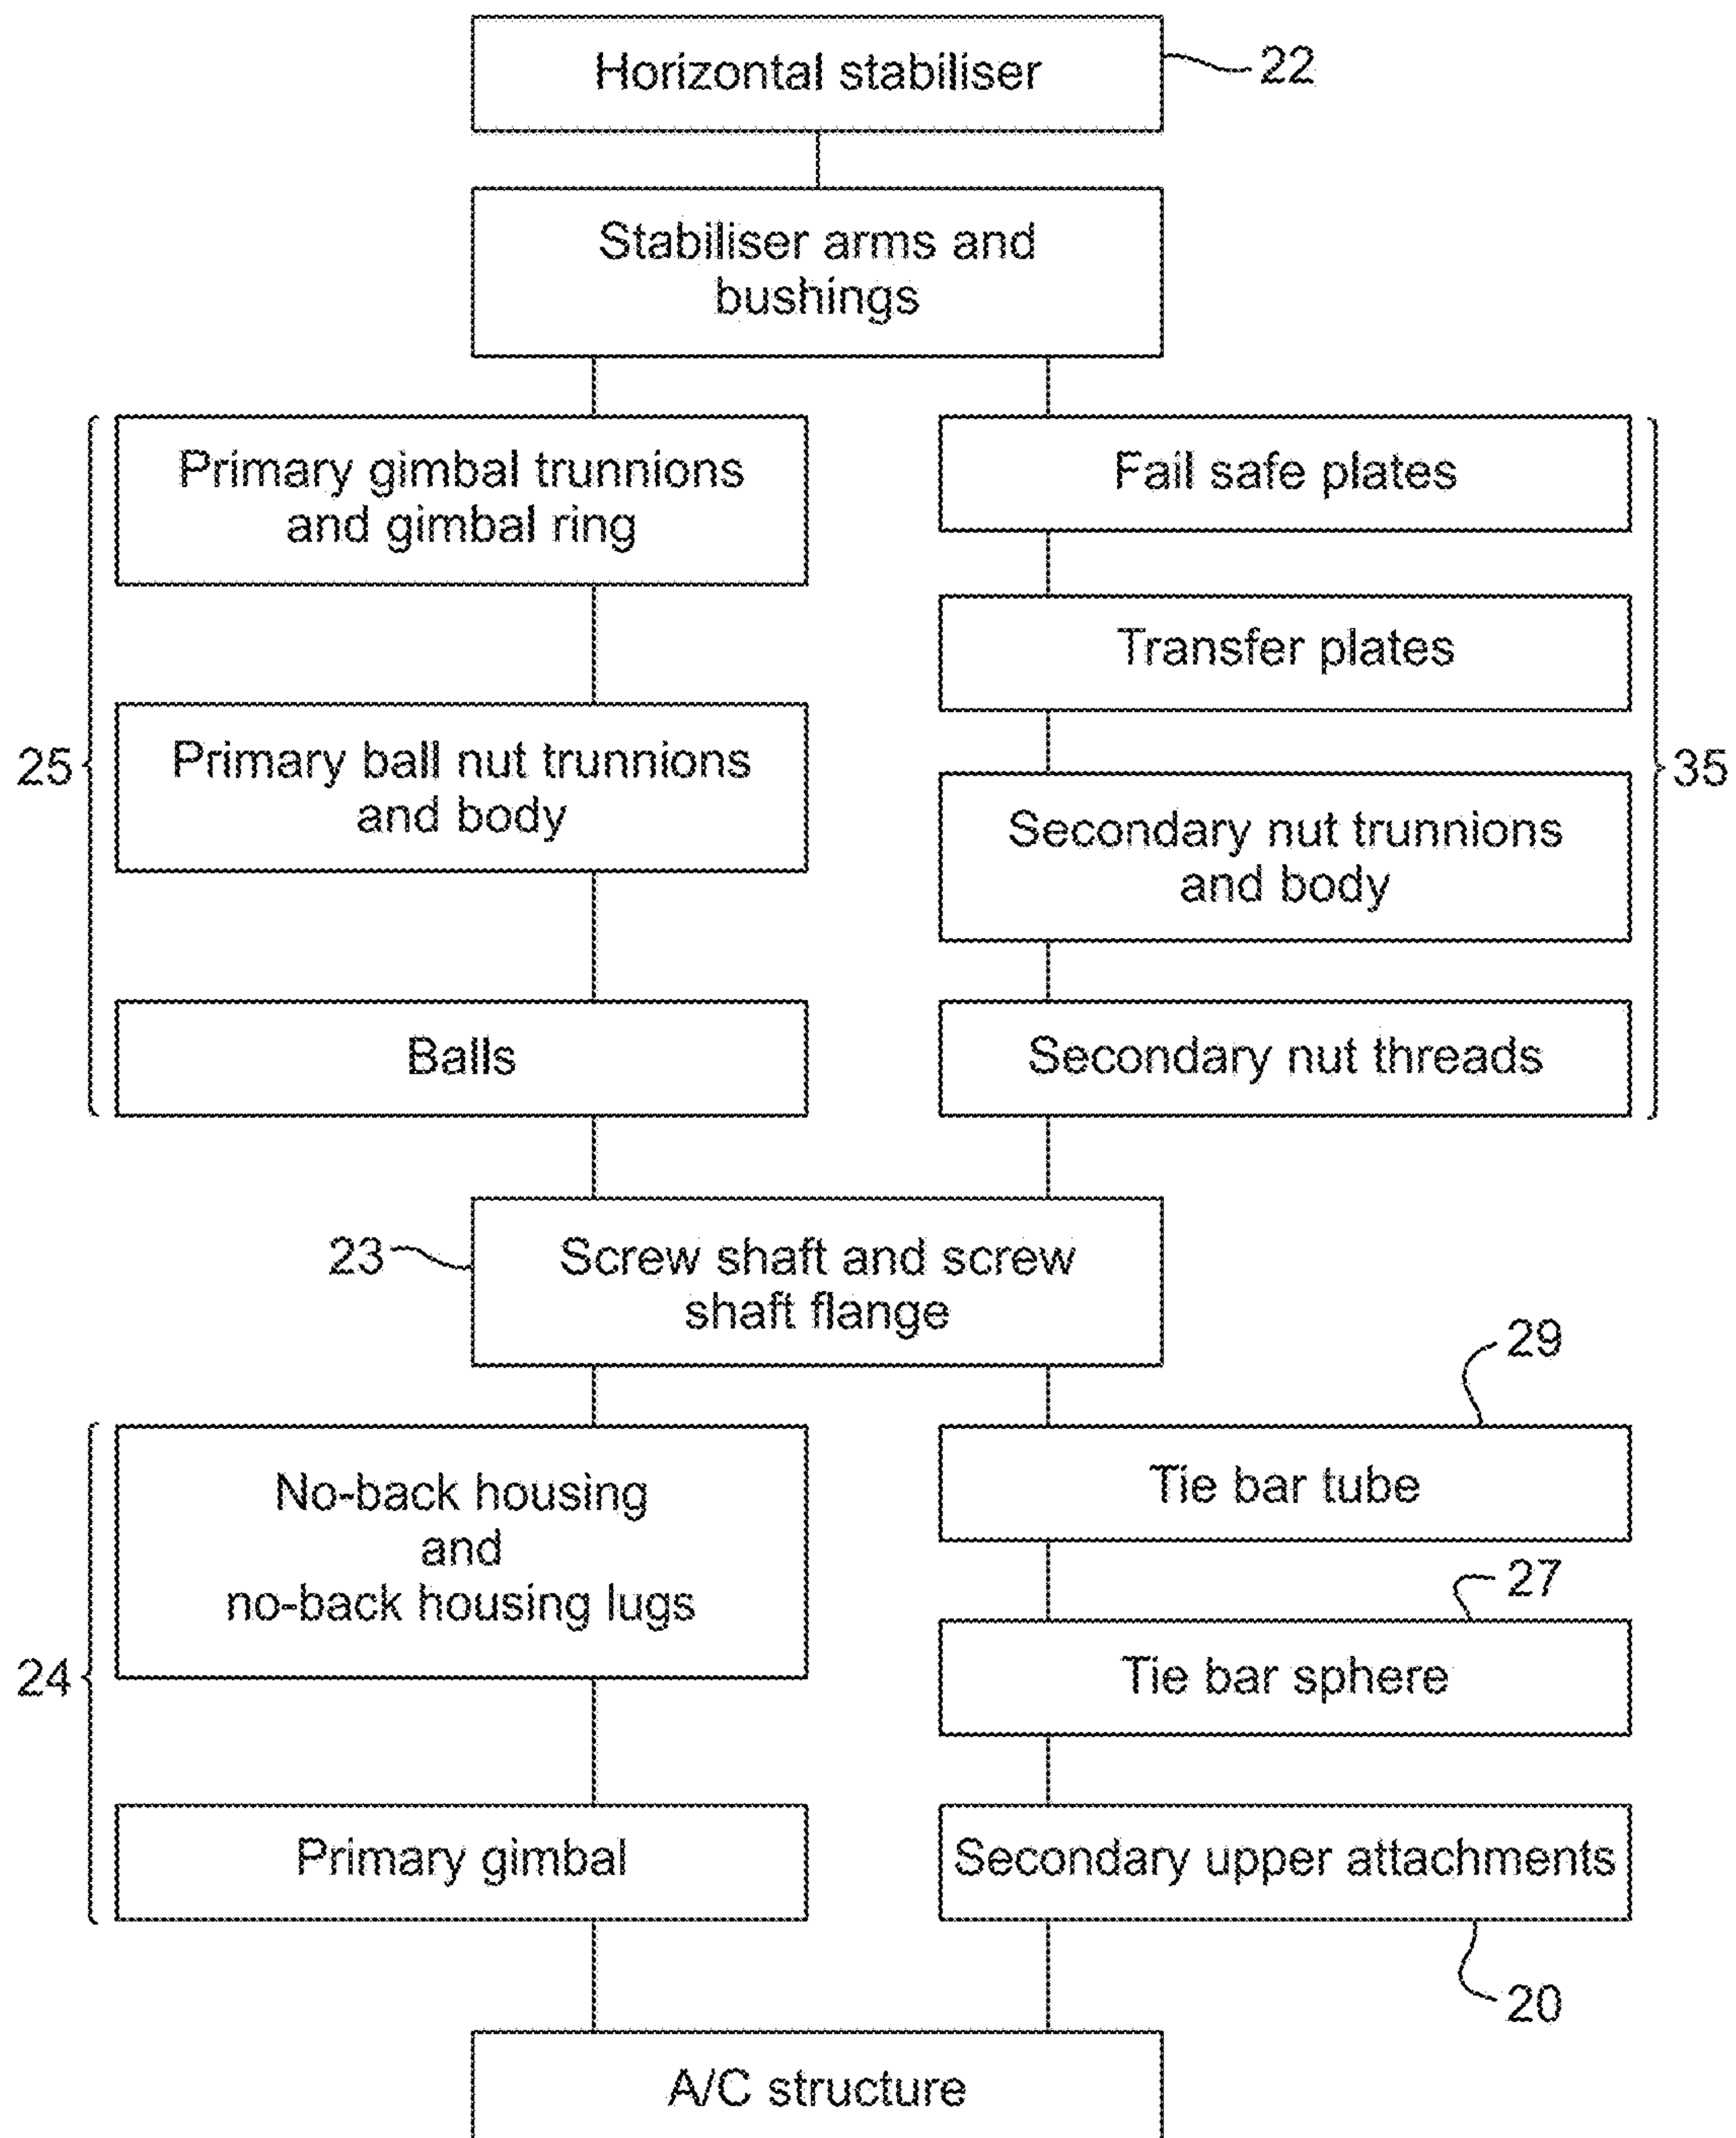 Horizontal stabiliser
22
Stabiliser arms and
bushings
25
Primary gimbal trunnions
and gimbal ring
Primary ball nut trunnions
and body
Balls
Fail safe plates
Transfer plates
Secondary nut trunnions
and body
Secondary nut threads
35
23
Screw shaft and screw
shaft flange
24
No-back housing
and
no-back housing lugs
Primary gimbal
29
Tie bar tube
27
Tie bar sphere
Secondary upper attachments
20
A/C structure